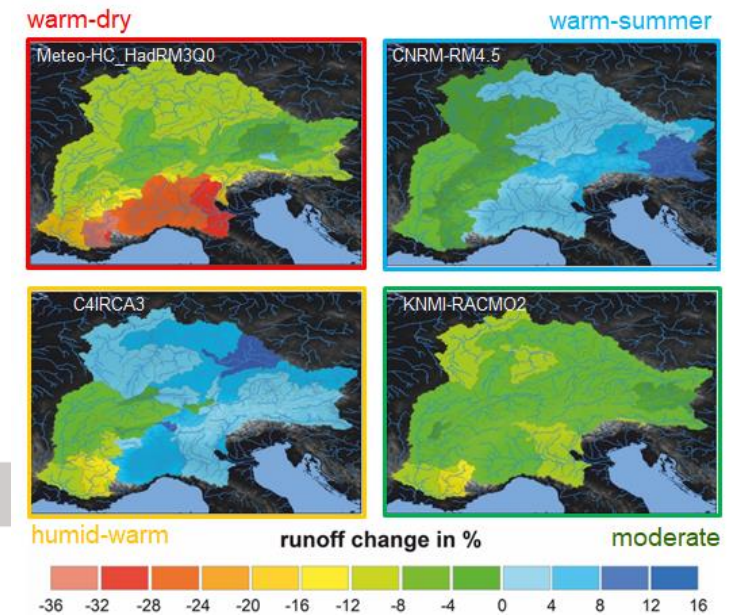 warm-dry
warm-summer
Meteo-HC_HadRM3Q0
CNRM-RM4.5
C4IRCA3
KNMI-RACMO2
humid-warm
runoff change in %
moderate
-36 -32 -28 -24 -20 -16 -12 -8 -4 0 4 8 12 16